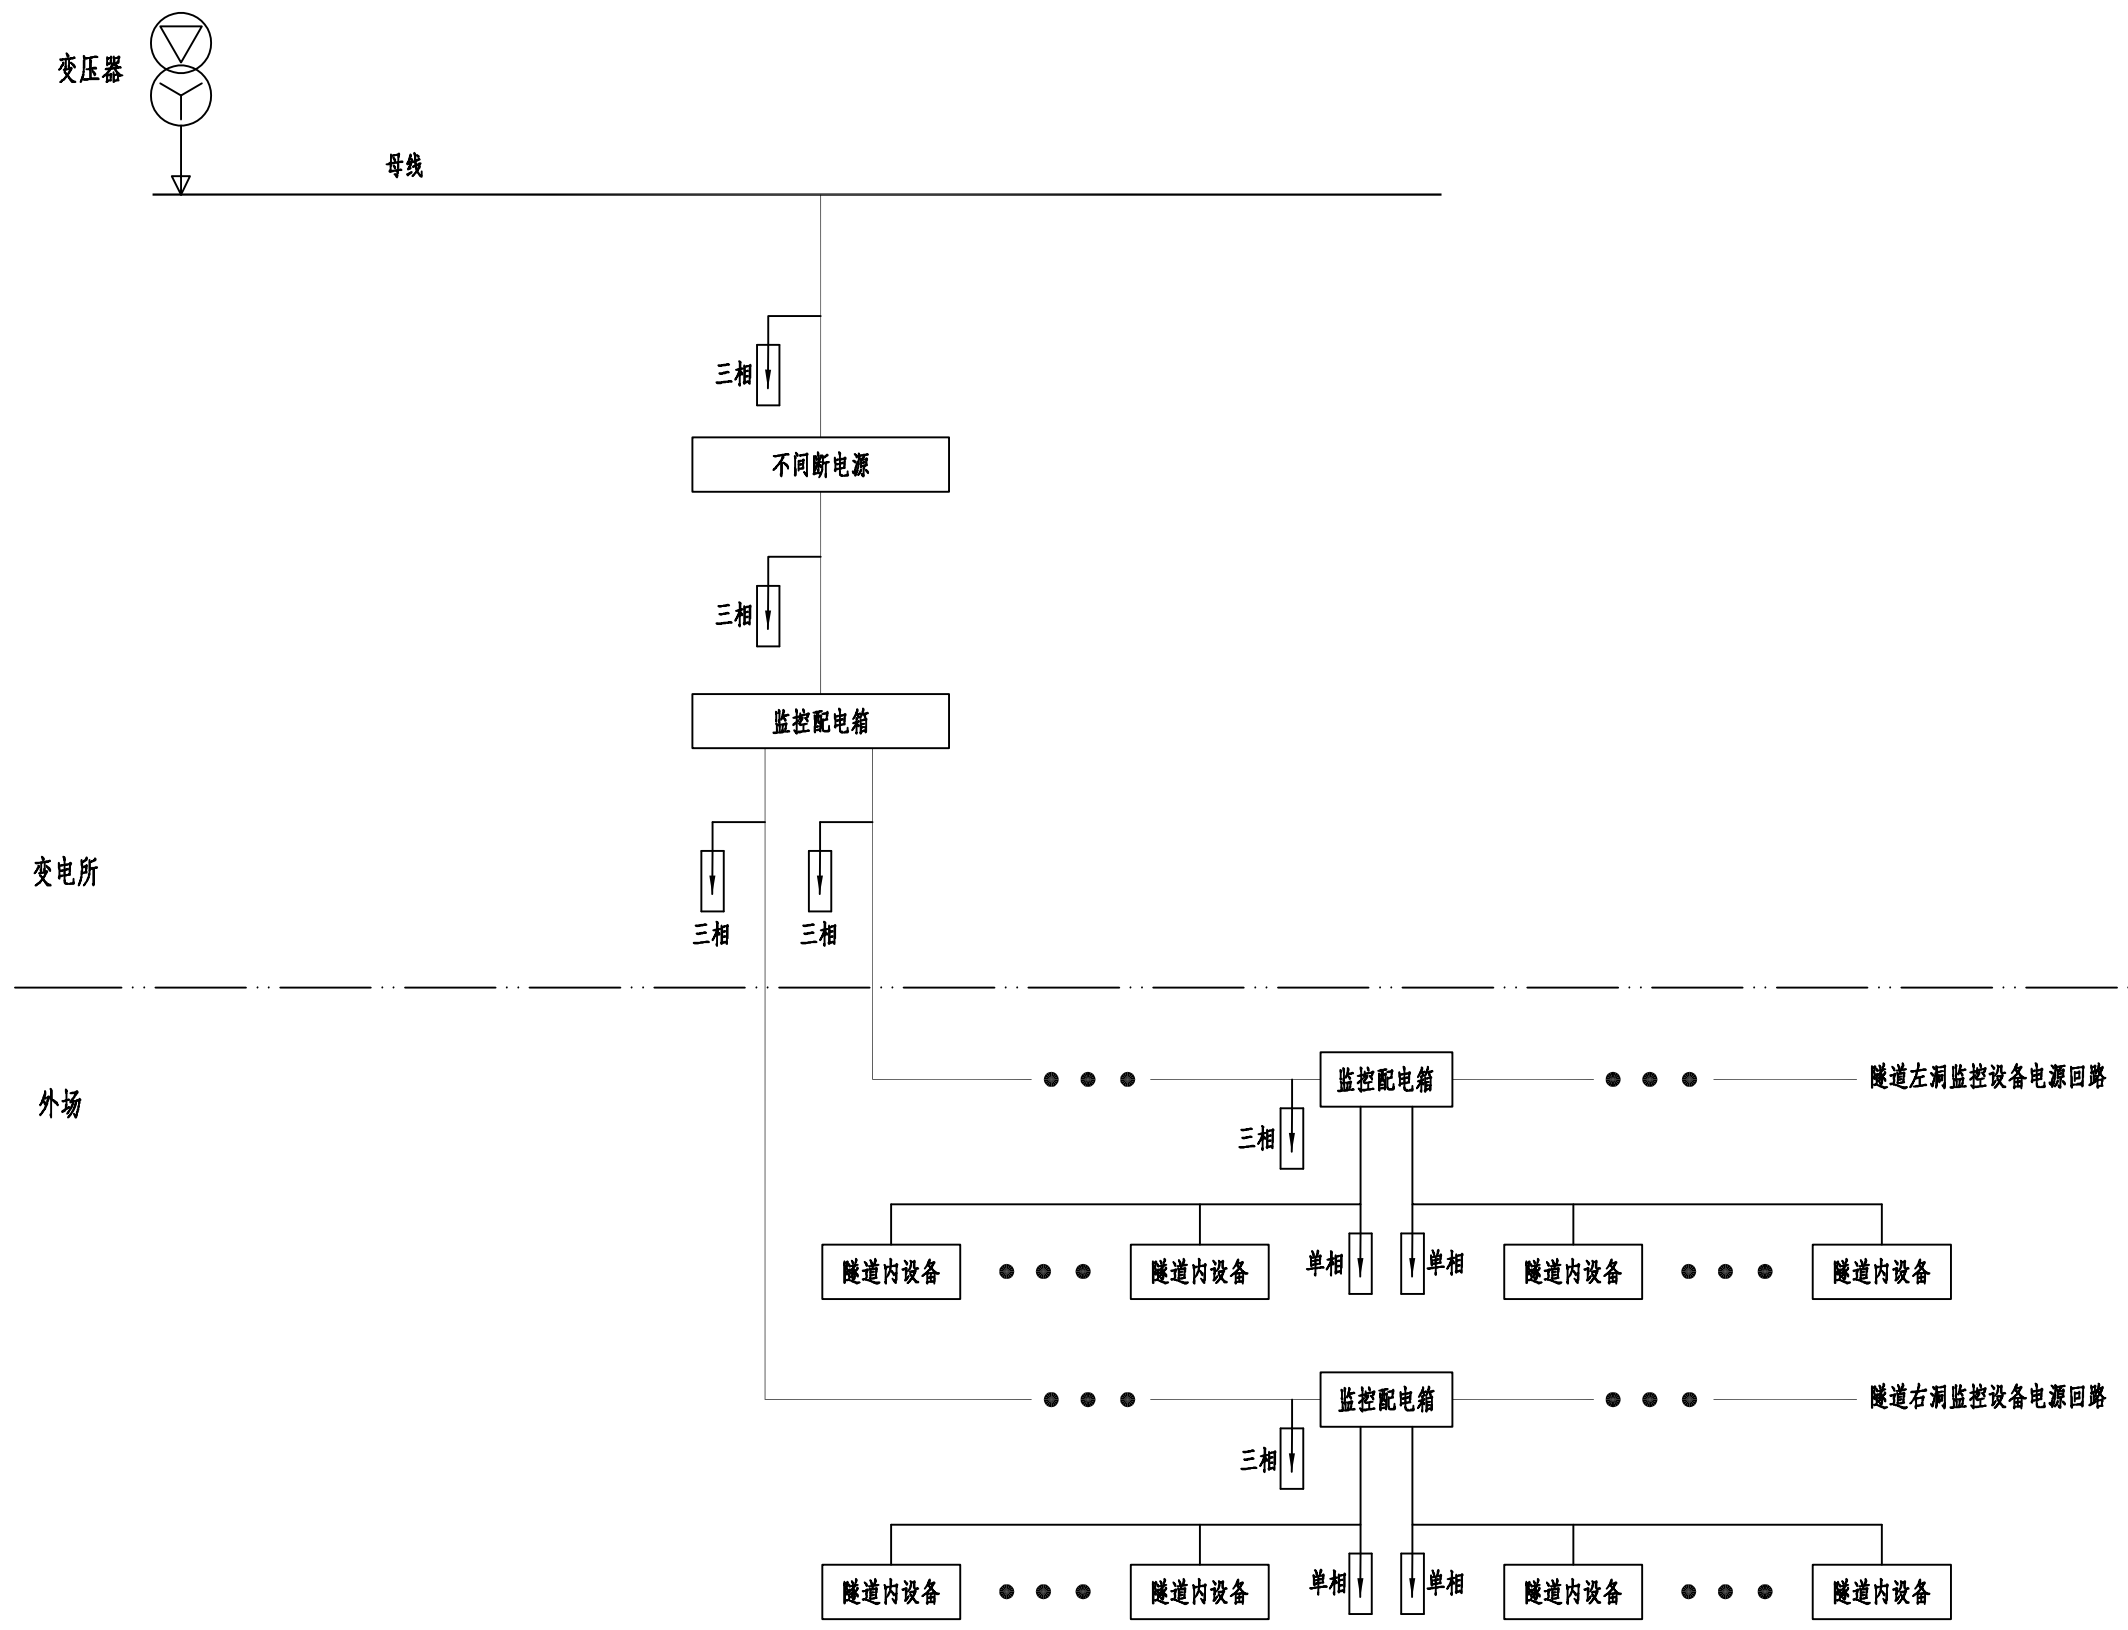 变压器
母线
三相
不间断电源
三相
监控配电箱
变电所
三相 三相
外场
监控配电箱 隧道左洞监控设备电源回路
三相
单相 单相
隧道内设备 隧道内设备 隧道内设备 隧道内设备
监控配电箱 隧道右洞监控设备电源回路
三相
单相 单相
隧道内设备 隧道内设备 隧道内设备 隧道内设备